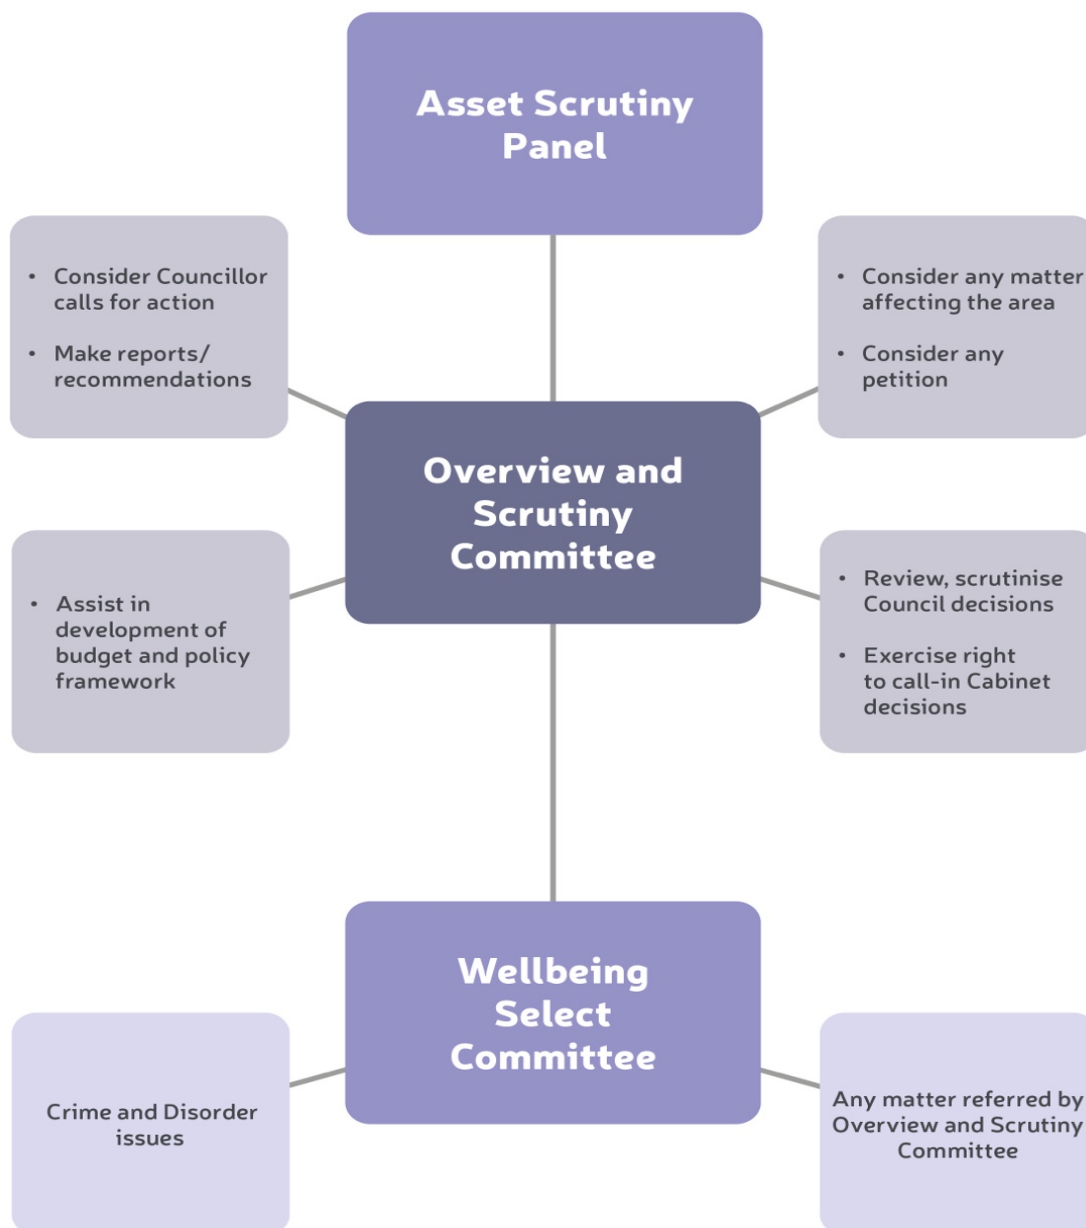 Asset Scrutiny
Panel
• Consider Councillor
calls for action
• Make reports/
recommendations
• Consider any matter
affecting the area
• Consider any
petition
Overview and
Scrutiny
Committee
• Assist in
development of
budget and policy
framework
• Review, scrutinise
Council decisions
• Exercise right
to call-in Cabinet
decisions
Wellbeing
Select
Committee
Crime and Disorder
issues
Any matter referred by
Overview and Scrutiny
Committee